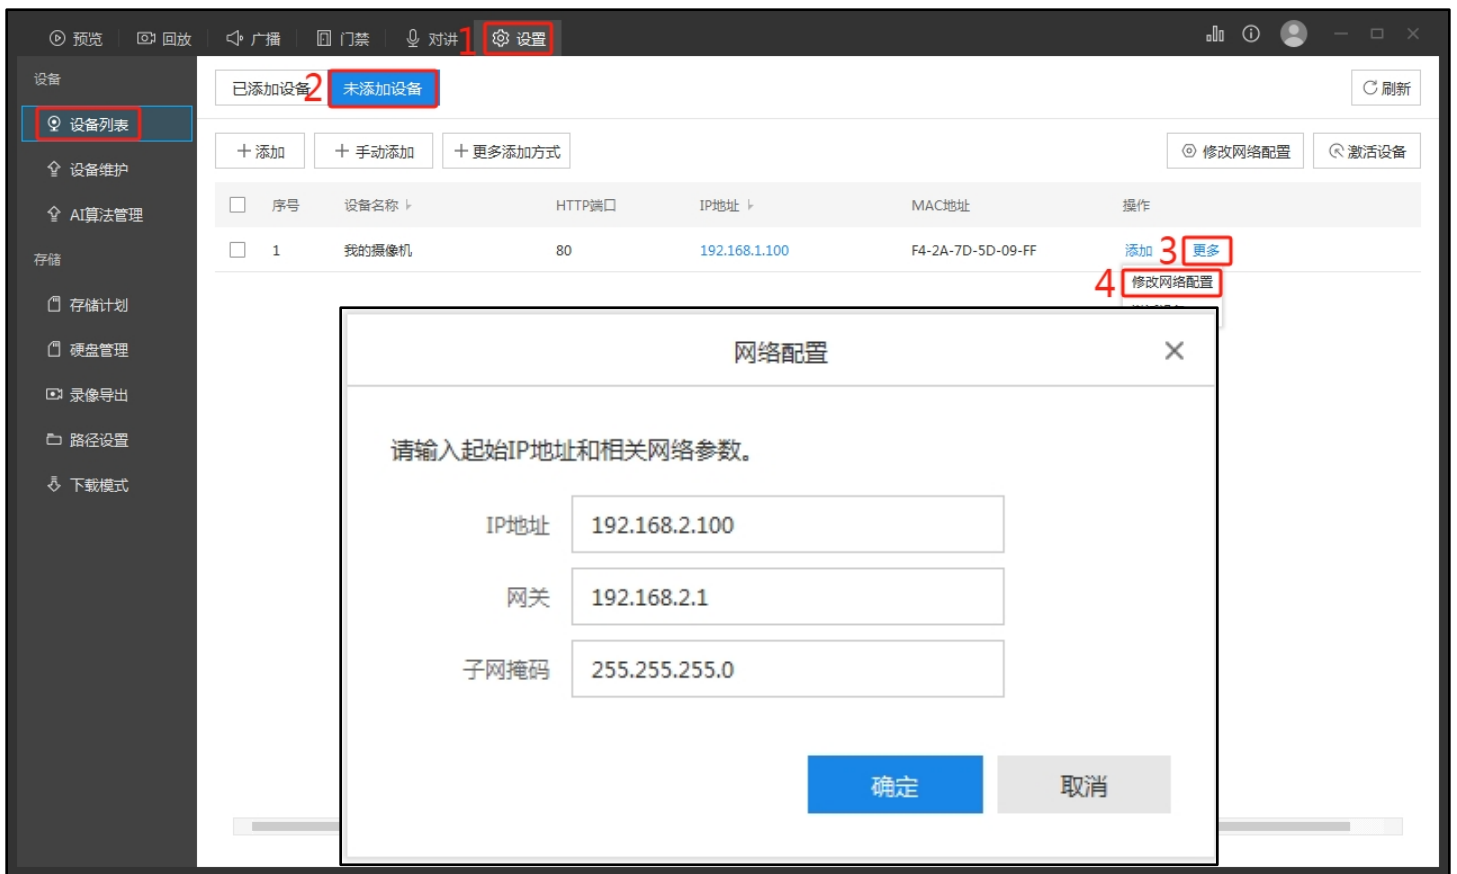 预览 回放 广播 门禁 对讲 1 设置
设备
设备列表
设备维护
AI算法管理
存储
存储计划
硬盘管理
录像导出
路径设置
下载模式
已添加设备 2 未添加设备 刷新
添加 手动添加 更多添加方式 修改网络配置 激活设备
序号 设备名称 HTTP端口 IP地址 MAC地址 操作
1 我的摄像机 80 192.168.1.100 F4-2A-7D-5D-09-FF 添加 3 更多
4 修改网络配置
网络配置
请输入起始IP地址和相关网络参数。
IP地址 192.168.2.100
网关 192.168.2.1
子网掩码 255.255.255.0
确定 取消